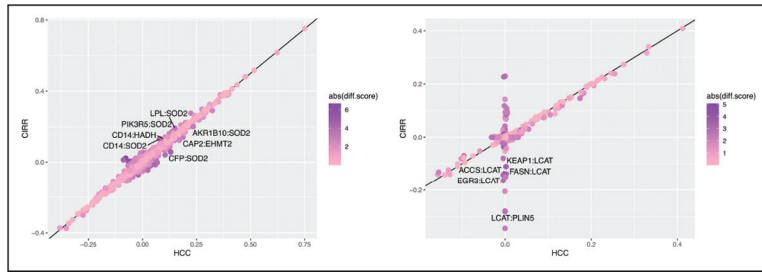 0.8
0.4
0.0
−0.4
CIRR
−0.25
0.00
0.25
0.50
0.75
HCC
LPL:SOD2
PIK3R5:SOD2
CD14:HADH
CD14:SOD2
AKR1B10:SOD2
CAP2:EHMT2
CFP:SOD2
abs(diff.score)
6
4
2
0.4
0.2
0.0
−0.2
CIRR
0.0
0.2
0.4
HCC
KEAP1:LCAT
ACCS:LCAT
FASN:LCAT
EGR3:LCAT
LCAT:PLIN5
abs(diff.score)
5
4
3
2
1